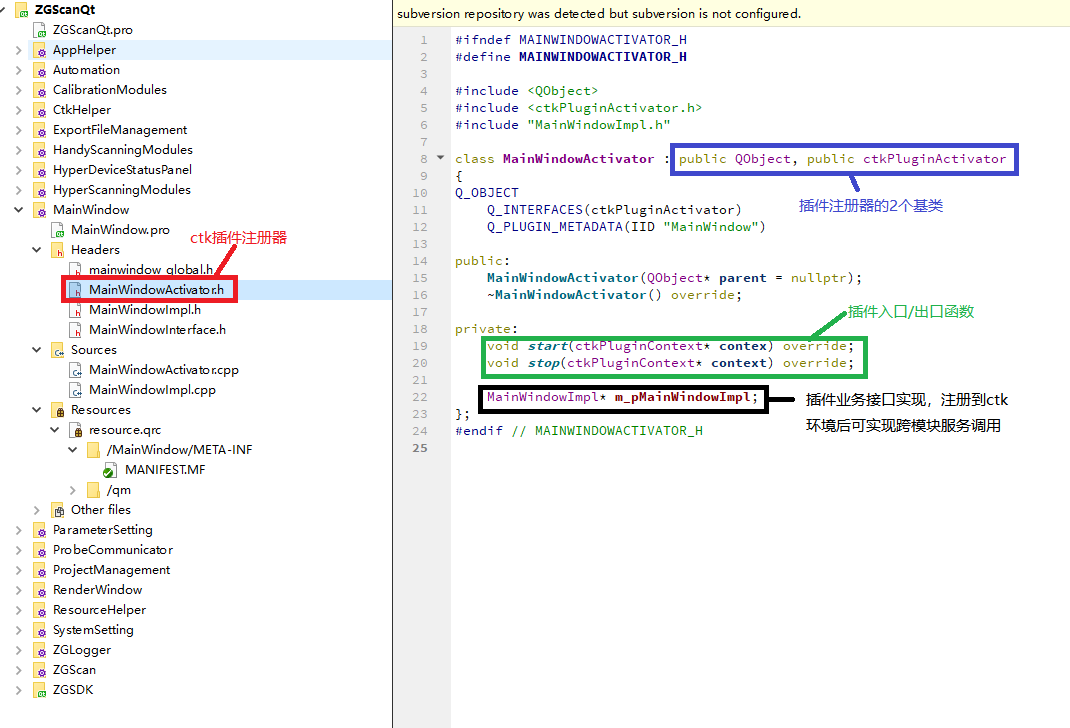 ZGScanQt
ZGScanQt.pro
AppHelper
Automation
CalibrationModules
CtkHelper
ExportFileManagement
HandyScanningModules
HyperDeviceStatusPanel
HyperScanningModules
MainWindow
MainWindow.pro
Headers
ctk插件注册器
mainwindow_global.h
MainWindowActivator.h
MainWindowImpl.h
MainWindowInterface.h
Sources
MainWindowActivator.cpp
MainWindowImpl.cpp
Resources
resource.qrc
/MainWindow/META-INF
MANIFEST.MF
/qm
Other files
ParameterSetting
ProbeCommunicator
ProjectManagement
RenderWindow
ResourceHelper
SystemSetting
ZGLogger
ZGScan
ZGSDK
subversion repository was detected but subversion is not configured.
1 #ifndef MAINWINDOWACTIVATOR_H
2 #define MAINWINDOWACTIVATOR_H
3
4 #include <QObject>
5 #include <ctkPluginActivator.h>
6 #include "MainWindowImpl.h"
7
8 class MainWindowActivator : public QObject, public ctkPluginActivator
9 {
10 Q_OBJECT
11 Q_INTERFACES(ctkPluginActivator)
插件注册器的2个基类
12 Q_PLUGIN_METADATA(IID "MainWindow")
13
14 public:
15 MainWindowActivator(QObject* parent = nullptr);
16 ~MainWindowActivator() override;
17
插件入口/出口函数
18 private:
19 void start(ctkPluginContext* contex) override;
20 void stop(ctkPluginContext* context) override;
21
22 MainWindowImpl* m_pMainWindowImpl;
插件业务接口实现，注册到ctk
环境后可实现跨模块服务调用
23 };
24 #endif // MAINWINDOWACTIVATOR_H
25